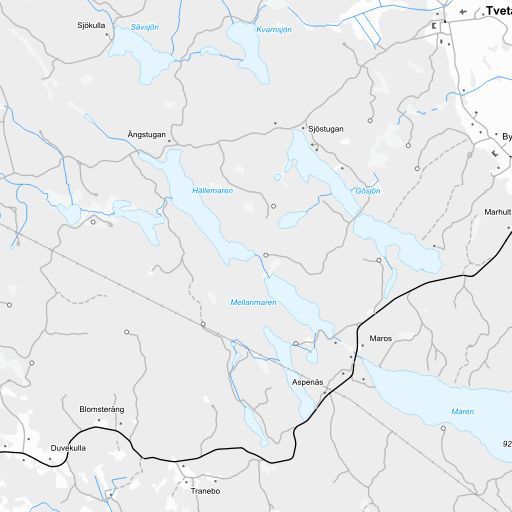 Tveta
Sjökulla
Sävsjön
Kvarnsjön
Ängstugan
Sjöstugan
By
Hällemaren
Gösjön
Marhult
Mellanmaren
Maros
Aspenäs
Maren
Blomsteräng
92
Duvekulla
Tranebo